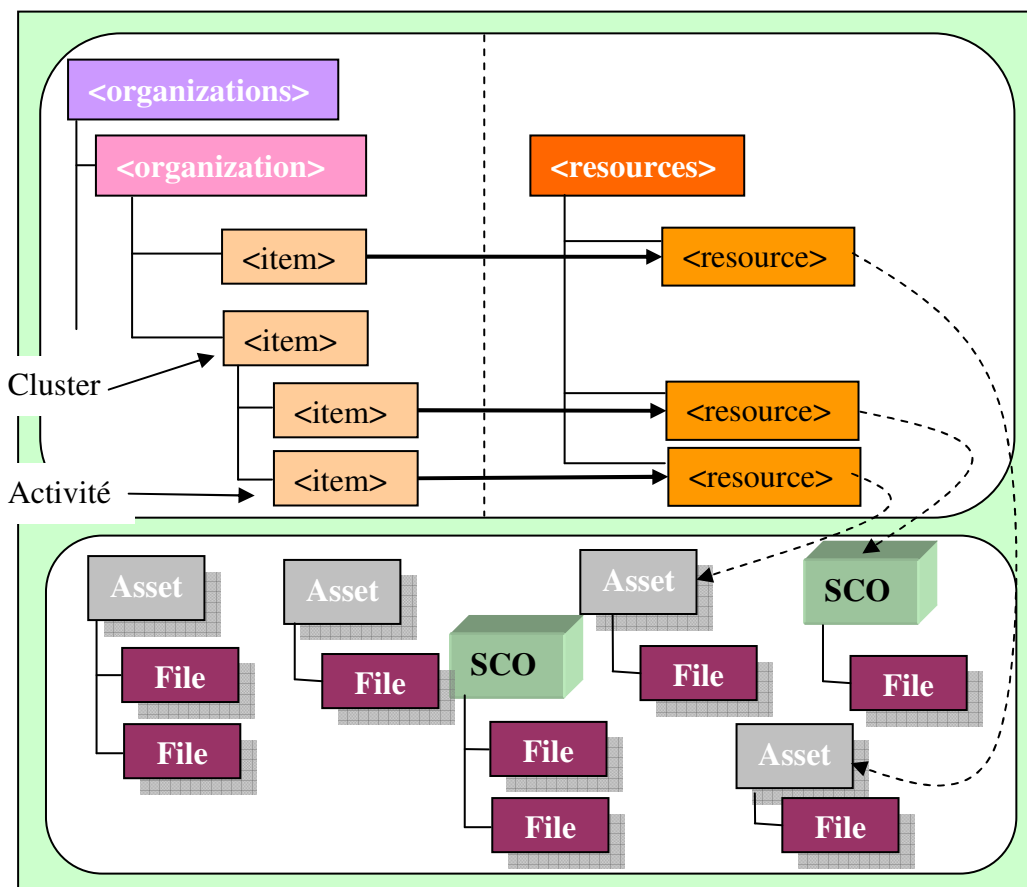 <organizations>
<organization>
<resources>
<item>
<resource>
<item>
Cluster
<item>
<resource>
<item>
<resource>
Activité
Asset
Asset
Asset
SCO
File
File
SCO
File
File
File
File
Asset
File
File